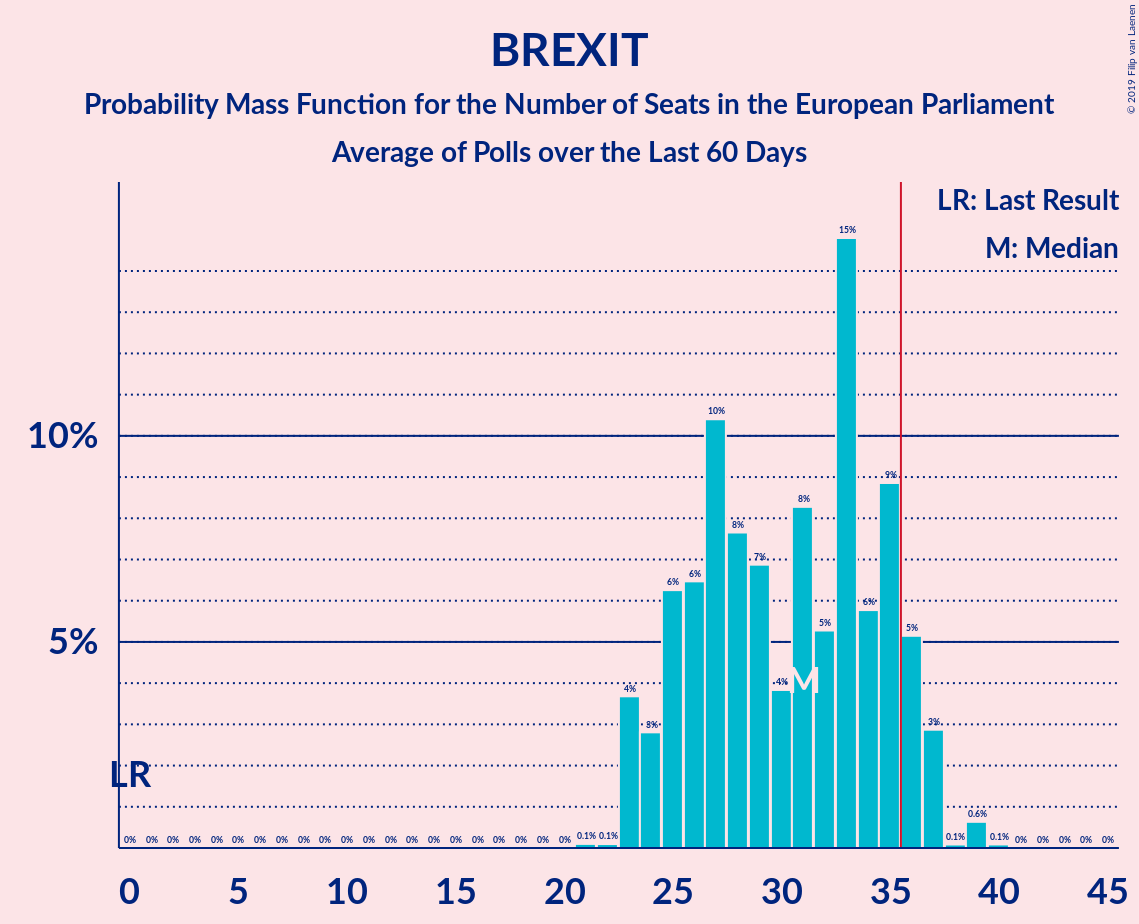 BREXIT
Probability Mass Function for the Number of Seats in the European Parliament
Average of Polls over the Last 60 Days
© 2019 Filip van Laenen
LR: Last Result
M: Median
10%
5%
LR
M
0% 0% 0% 0% 0% 0% 0% 0% 0% 0% 0% 0% 0% 0% 0% 0% 0% 0% 0% 0% 0% 0.1% 0.1% 4% 3% 6% 6% 10% 8% 7% 4% 8% 5% 15% 6% 9% 5% 3% 0.1% 0.6% 0.1% 0% 0% 0% 0% 0%
0 5 10 15 20 25 30 35 40 45